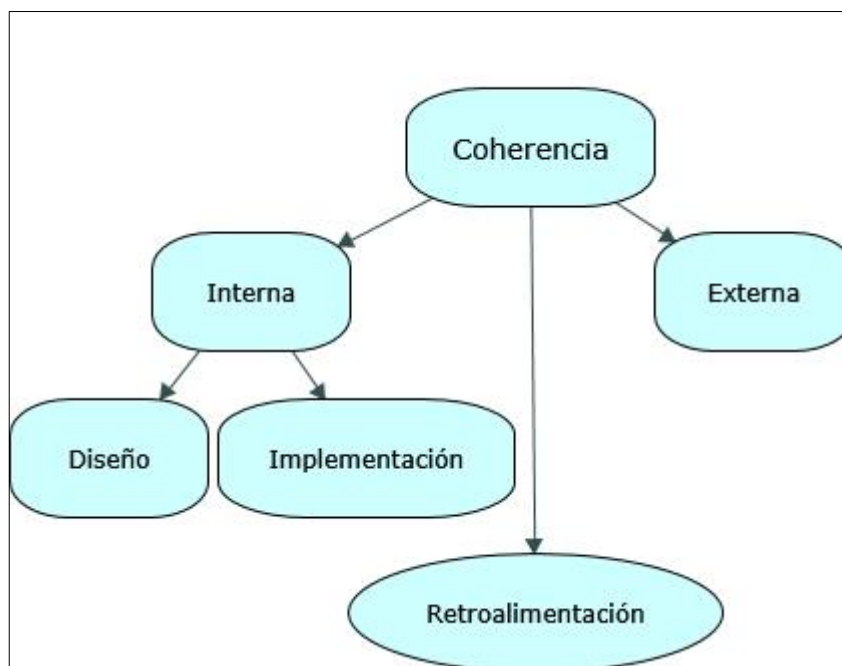 Coherencia
Interna
Externa
Diseño
Implementación
Retroalimentación